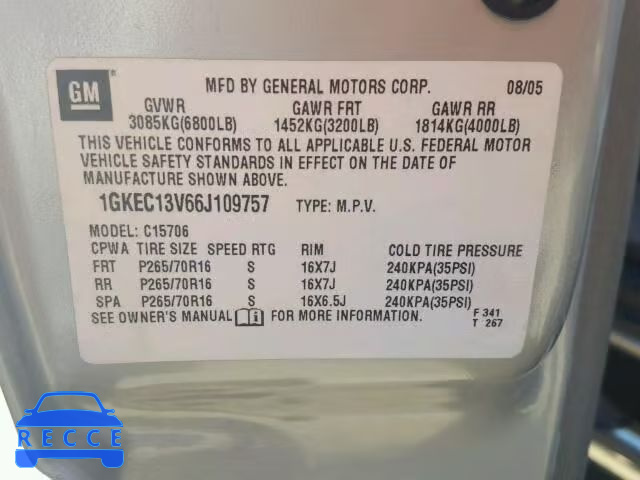 GM
MFD BY GENERAL MOTORS CORP. 08/05
GVWR GAWR FRT GAWR RR
3085KG(6800LB) 1452KG(3200LB) 1814KG(4000LB)
THIS VEHICLE CONFORMS TO ALL APPLICABLE U.S. FEDERAL MOTOR
VEHICLE SAFETY STANDARDS IN EFFECT ON THE DATE OF
MANUFACTURE SHOWN ABOVE.
1GKEC13V66J109757 TYPE: M.P.V.
MODEL: C15706
CPWA TIRE SIZE SPEED RTG RIM COLD TIRE PRESSURE
FRT P265/70R16 S 16X7J 240KPA(35PSI)
RR P265/70R16 S 16X7J 240KPA(35PSI)
SPA P265/70R16 S 16X6.5J 240KPA(35PSI)
SEE OWNER'S MANUAL FOR MORE INFORMATION. F 341
T 267
RECCE